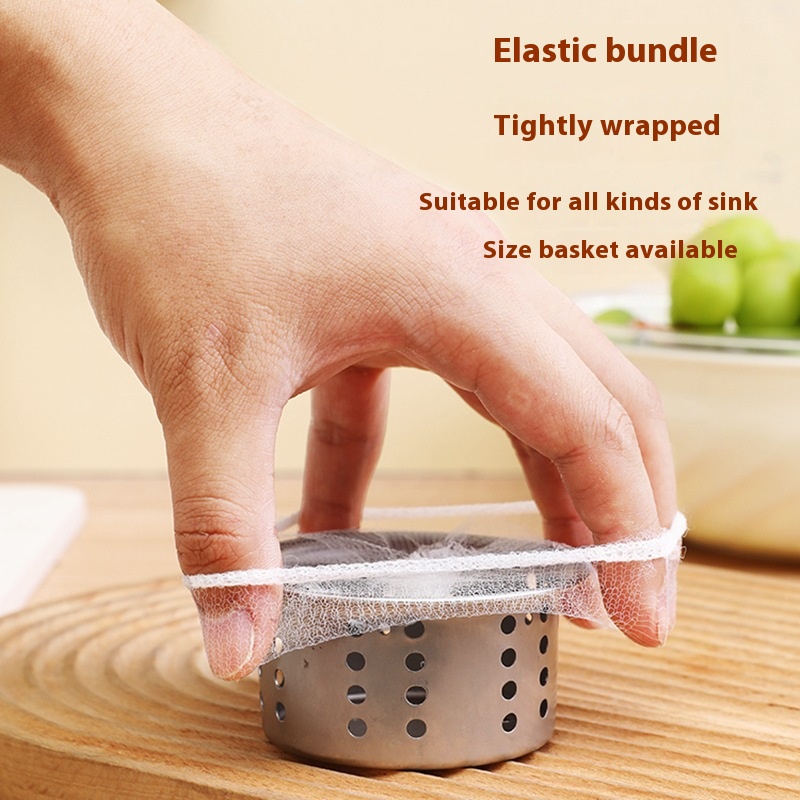 Elastic bundle
Tightly wrapped
Suitable for all kinds of sink
Size basket available